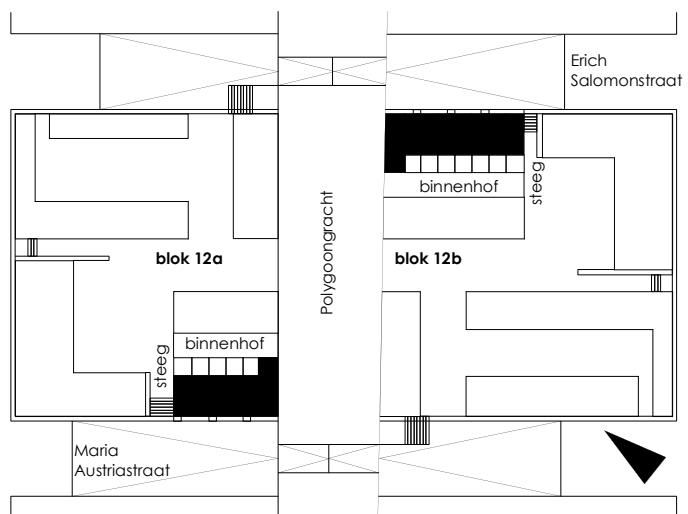 Erich
Salomonstraat
binnenhof
steeg
Polygoongracht
blok 12a
blok 12b
binnenhof
steeg
Maria
Austriastraat